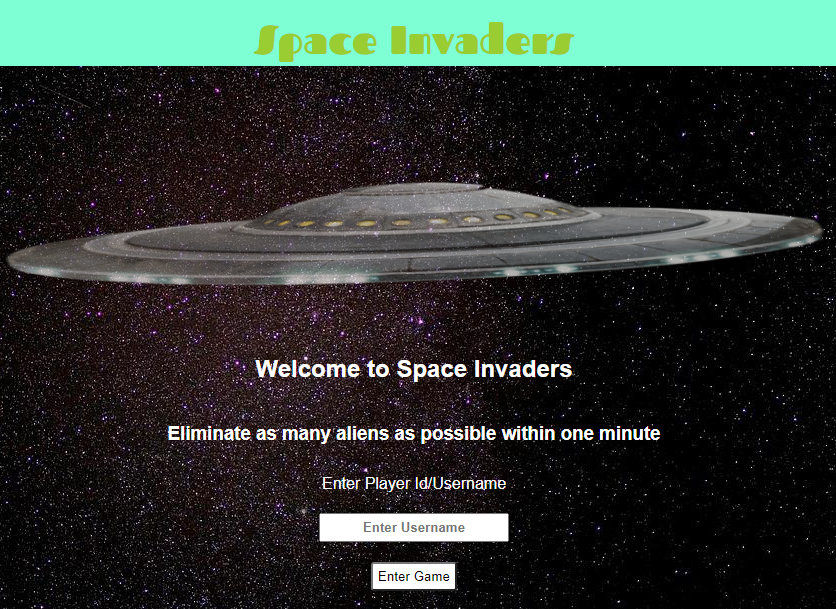 Space Invaders
Welcome to Space Invaders
Eliminate as many aliens as possible within one minute
Enter Player Id/Username
Enter Username
Enter Game